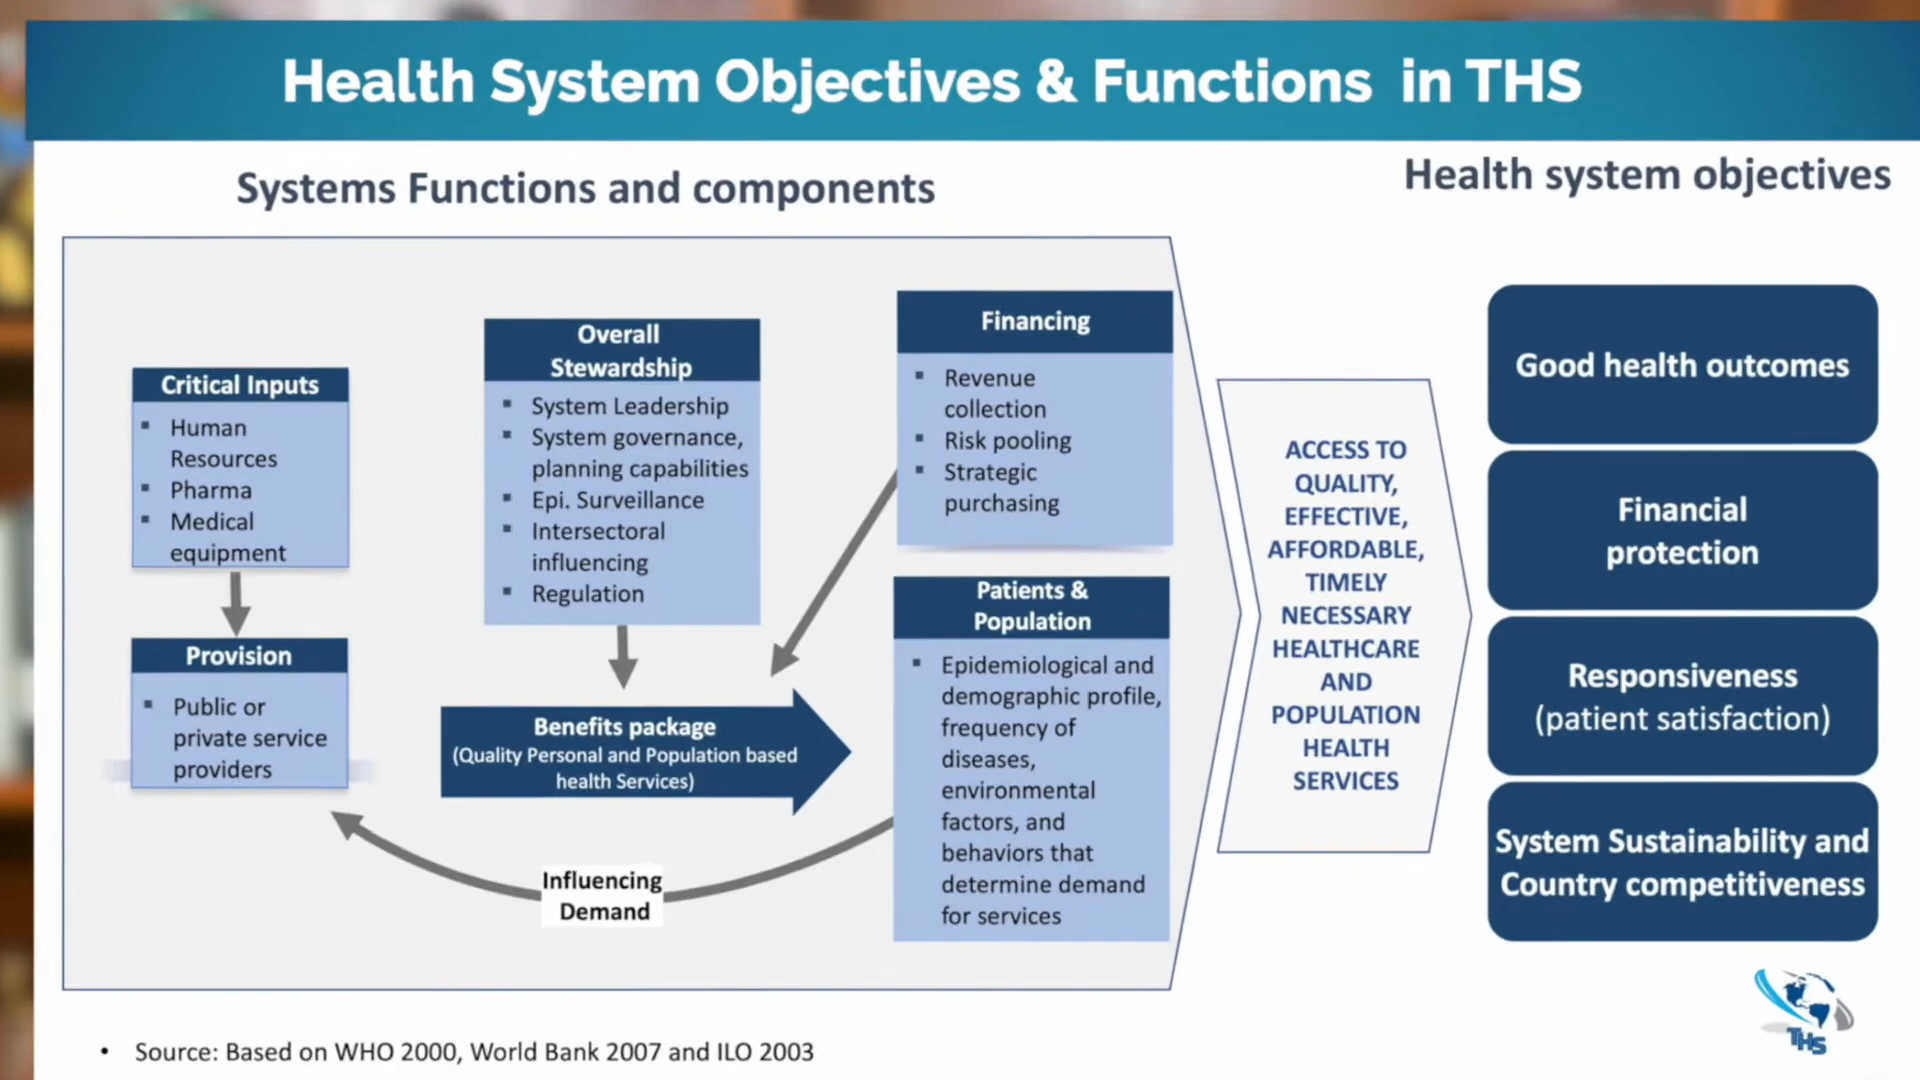 Health System Objectives & Functions in THS
Systems Functions and components
Health system objectives
Critical Inputs
▪ Human
Resources
▪ Pharma
▪ Medical
equipment
Provision
▪ Public or
private service
providers
Overall
Stewardship
▪ System Leadership
▪ System governance,
planning capabilities
▪ Epi. Surveillance
▪ Intersectoral
influencing
▪ Regulation
Benefits package
(Quality Personal and Population based
health Services)
Influencing
Demand
Financing
▪ Revenue
collection
▪ Risk pooling
▪ Strategic
purchasing
Patients &
Population
▪ Epidemiological and
demographic profile,
frequency of
diseases,
environmental
factors, and
behaviors that
determine demand
for services
ACCESS TO
QUALITY,
EFFECTIVE,
AFFORDABLE,
TIMELY
NECESSARY
HEALTHCARE
AND
POPULATION
HEALTH
SERVICES
Good health outcomes
Financial
protection
Responsiveness
(patient satisfaction)
System Sustainability and
Country competitiveness
• Source: Based on WHO 2000, World Bank 2007 and ILO 2003
THS